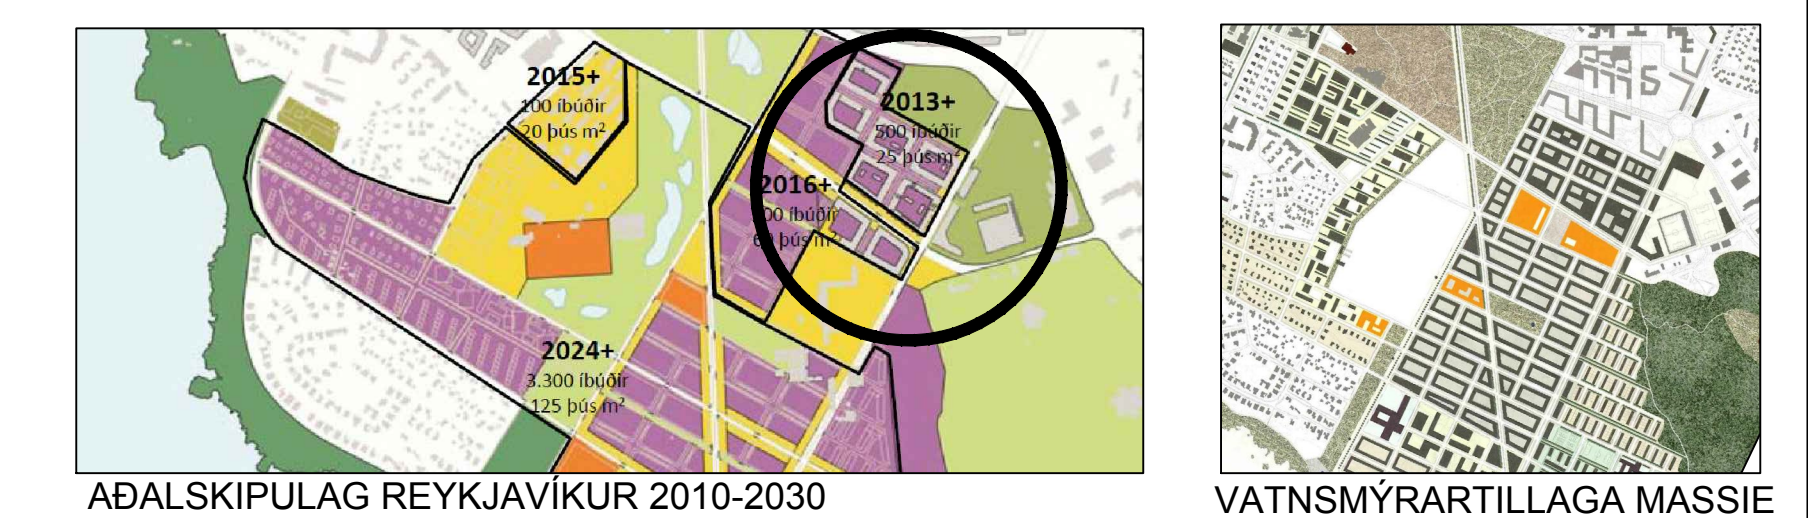 2015+
100 íbúðir
20 þús m²
2013+
500 íbúðir
25 þús m²
2016+
íbúðir
þús m²
2024+
3.300 íbúðir
125 þús m²
AÐALSKIPULAG REYKJAVÍKUR 2010-2030
VATNSMÝRARTILLAGA MASSIE